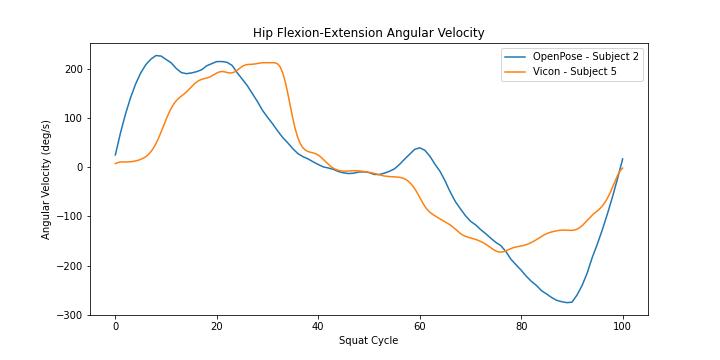 Hip Flexion-Extension Angular Velocity
OpenPose - Subject 2
Vicon - Subject 5
Angular Velocity (deg/s)
200
100
0
−100
−200
−300
0 20 40 60 80 100
Squat Cycle